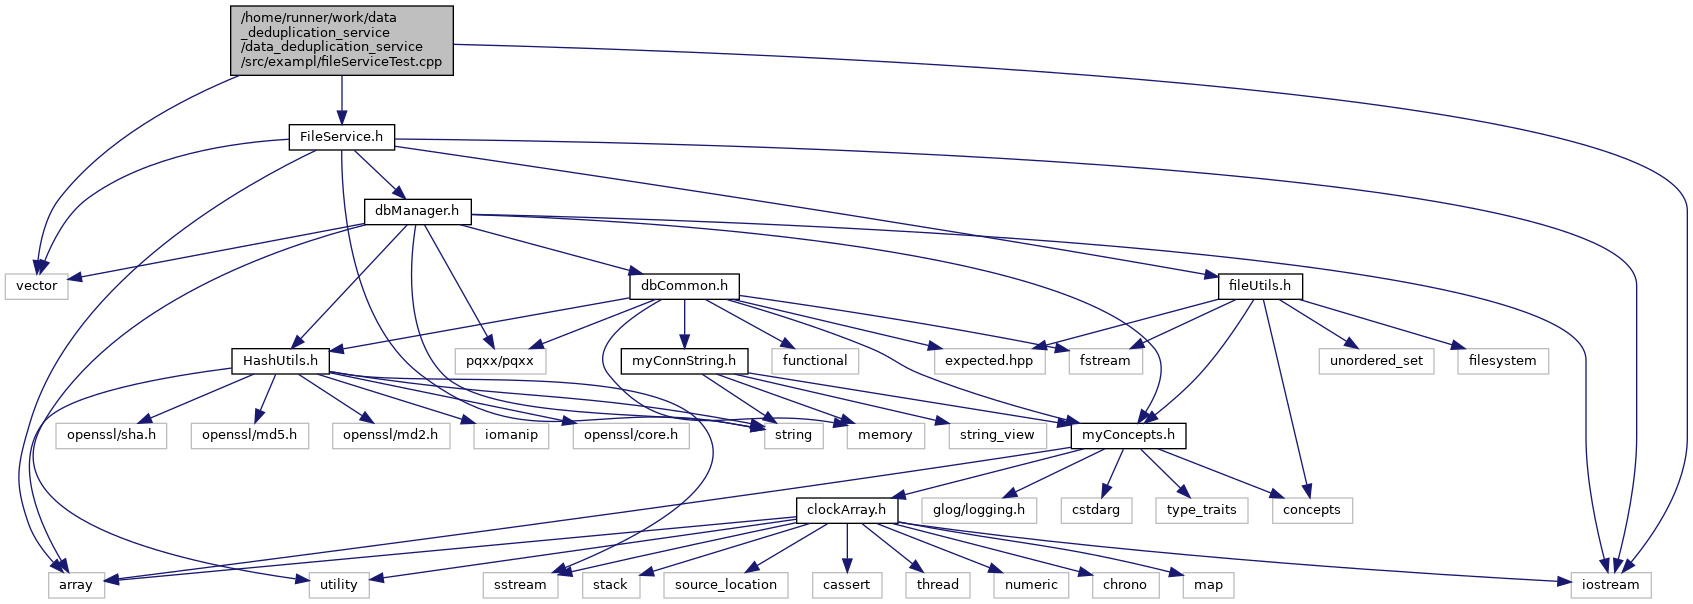 /home/runner/work/data
_deduplication_service
/data_deduplication_service
/src/exampl/fileServiceTest.cpp
FileService.h
dbManager.h
vector
dbCommon.h
fileUtils.h
HashUtils.h
pqxx/pqxx
myConnString.h
functional
expected.hpp
fstream
unordered_set
filesystem
openssl/sha.h
openssl/md5.h
openssl/md2.h
iomanip
openssl/core.h
string
memory
string_view
myConcepts.h
clockArray.h
glog/logging.h
cstdarg
type_traits
concepts
array
utility
sstream
stack
source_location
cassert
thread
numeric
chrono
map
iostream